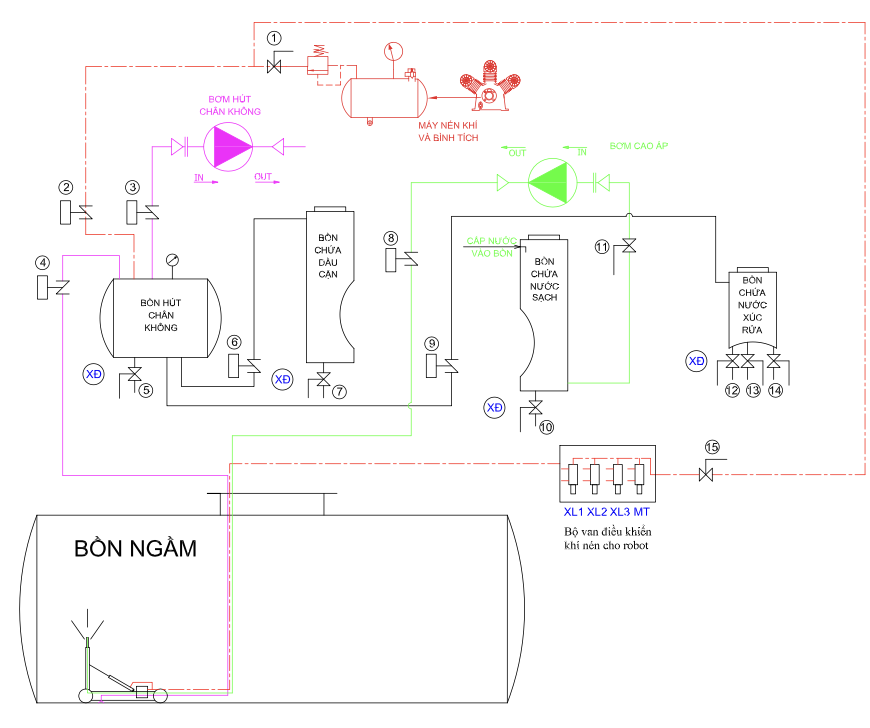 1
BƠM HÚT
CHÂN KHÔNG
IN
OUT
MÁY NÉN KHÍ
VÀ BÌNH TÍCH
OUT
IN
BƠM CAO ÁP
2
3
4
BỒN HÚT
CHÂN
KHÔNG
XĐ
5
6
BỒN
CHỨA
DẦU
CẶN
XĐ
7
8
9
CẤP NƯỚC
VÀO BỒN
BỒN
CHỨA
NƯỚC
SẠCH
XĐ
10
11
BỒN
CHỨA
NƯỚC
XÚC
RỬA
XĐ
12
13
14
15
XL1 XL2 XL3 MT
Bộ van điều khiển
khí nén cho robot
BỒN NGẦM